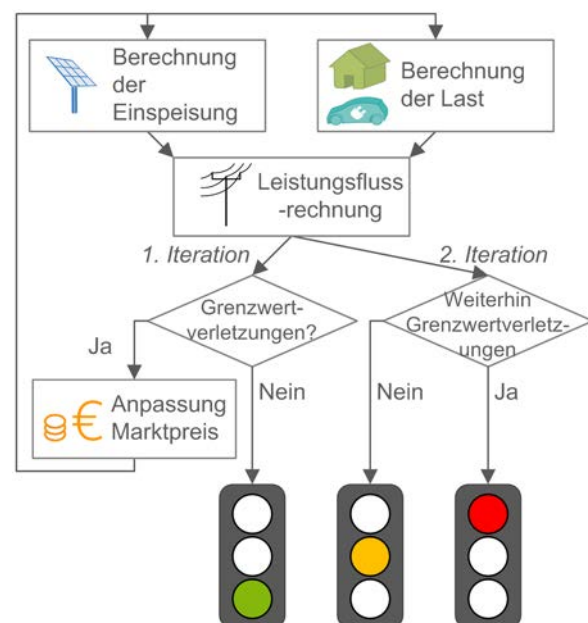 Berechnung
der
Einspeisung
Berechnung
der Last
Leistungsfluss
-rechnung
1. Iteration
2. Iteration
Grenzwert-
verletzungen?
Weiterhin
Grenzwertverletz-
ungen
Ja
Nein
Nein
Ja
€ Anpassung
Marktpreis